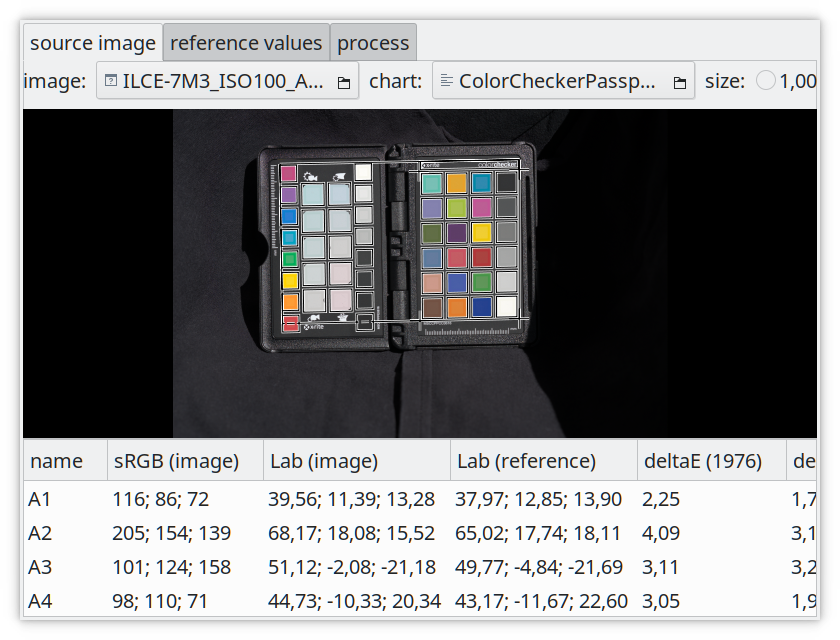 source image reference values process
image: ILCE-7M3_ISO100_A... chart: ColorCheckerPassp... size: 1,00
x-rite colorchecker
x-rite
name sRGB (image) Lab (image) Lab (reference) deltaE (1976) de
A1 116; 86; 72 39,56; 11,39; 13,28 37,97; 12,85; 13,90 2,25 1,7
A2 205; 154; 139 68,17; 18,08; 15,52 65,02; 17,74; 18,11 4,09 3,1
A3 101; 124; 158 51,12; -2,08; -21,18 49,77; -4,84; -21,69 3,11 3,2
A4 98; 110; 71 44,73; -10,33; 20,34 43,17; -11,67; 22,60 3,05 1,9